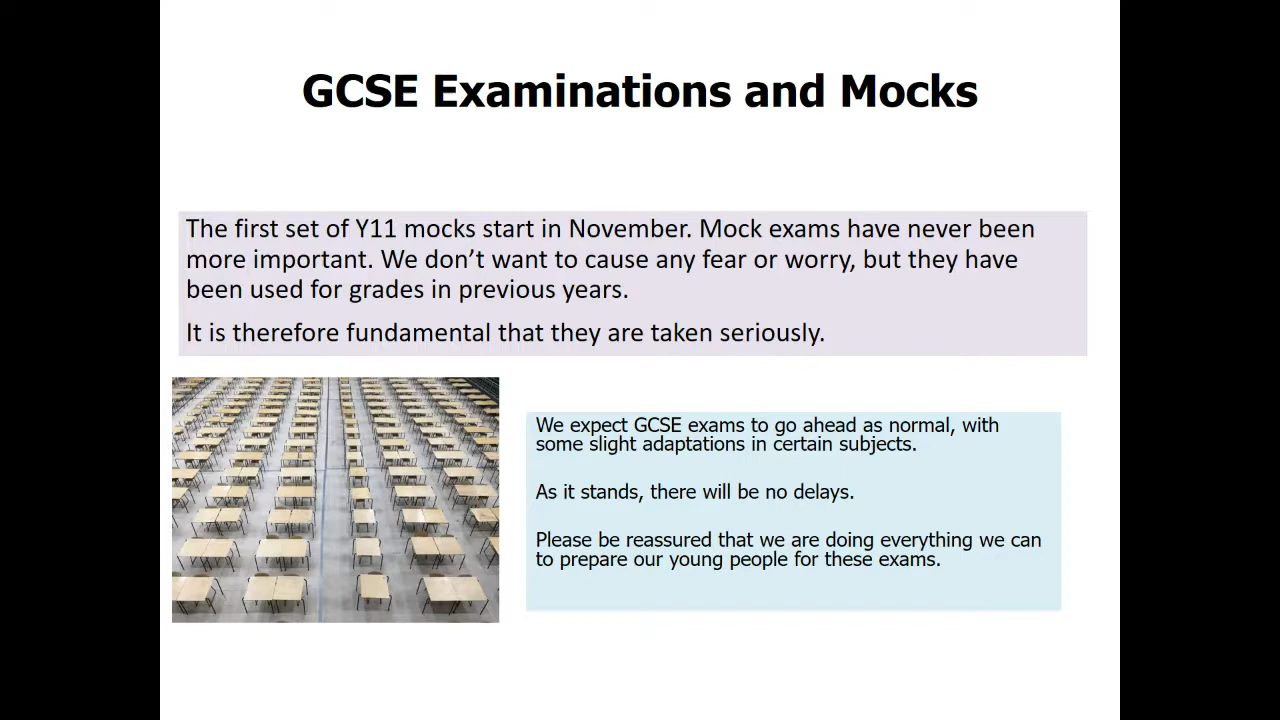 GCSE Examinations and Mocks
The first set of Y11 mocks start in November. Mock exams have never been
more important. We don’t want to cause any fear or worry, but they have
been used for grades in previous years.
It is therefore fundamental that they are taken seriously.
We expect GCSE exams to go ahead as normal, with
some slight adaptations in certain subjects.
As it stands, there will be no delays.
Please be reassured that we are doing everything we can
to prepare our young people for these exams.